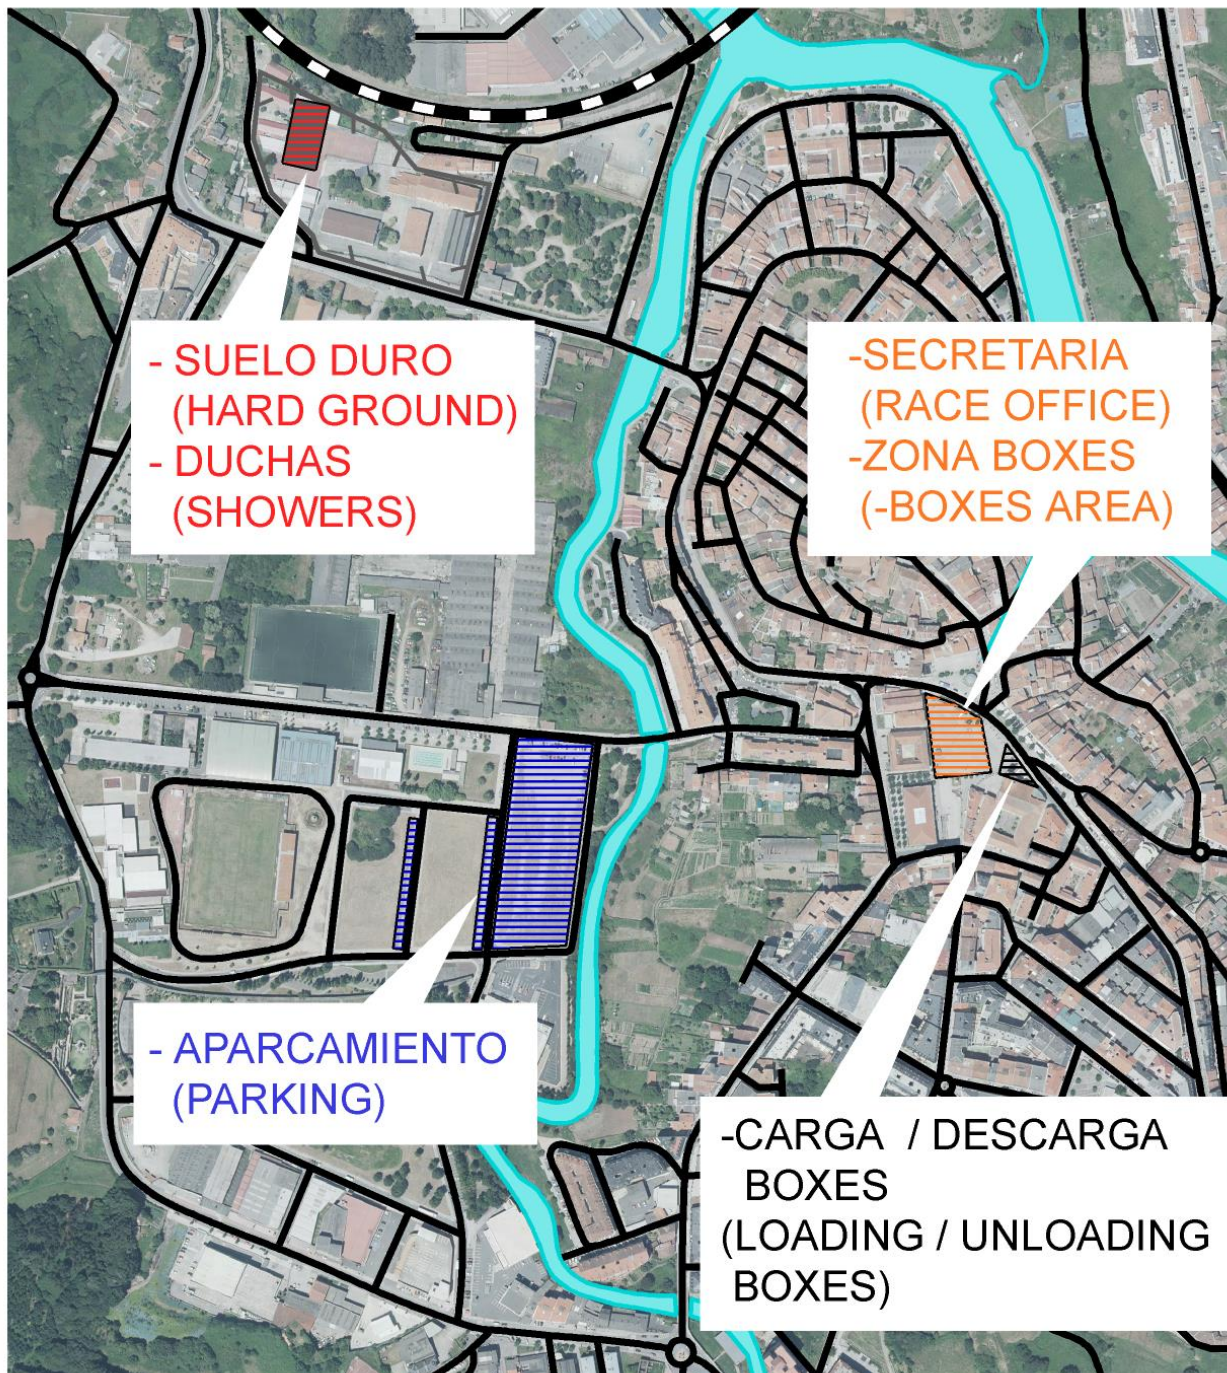 - SUELO DURO
(HARD GROUND)
- DUCHAS
(SHOWERS)
-SECRETARIA
(RACE OFFICE)
-ZONA BOXES
(-BOXES AREA)
- APARCAMIENTO
(PARKING)
-CARGA / DESCARGA
BOXES
(LOADING / UNLOADING
BOXES)